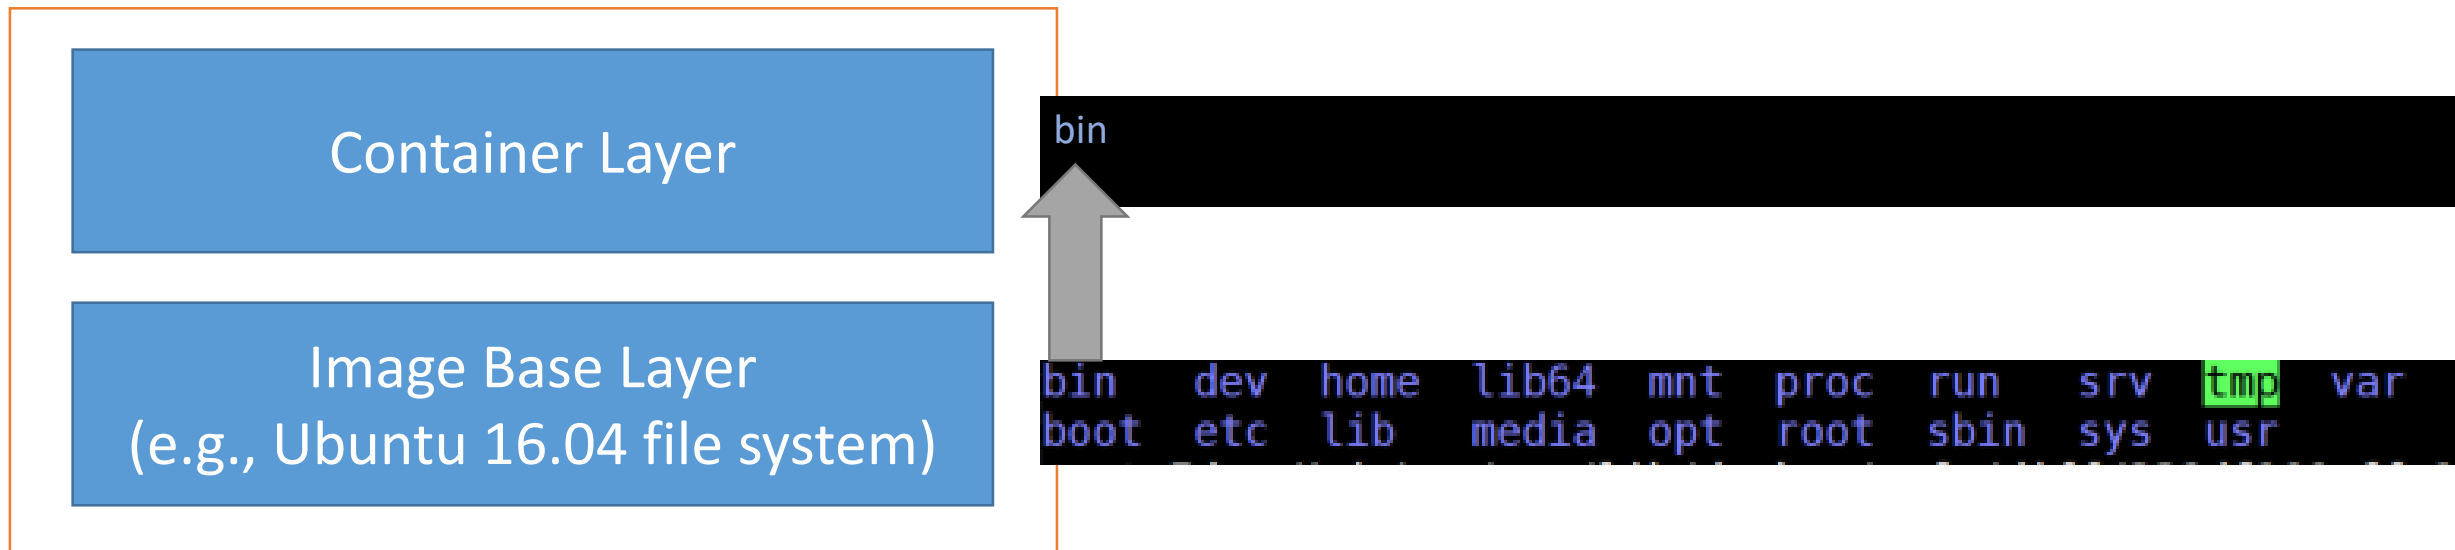 Container Layer
bin
Image Base Layer
(e.g., Ubuntu 16.04 file system)
bin dev home lib64 mnt proc run srv tmp var
boot etc lib media opt root sbin sys usr